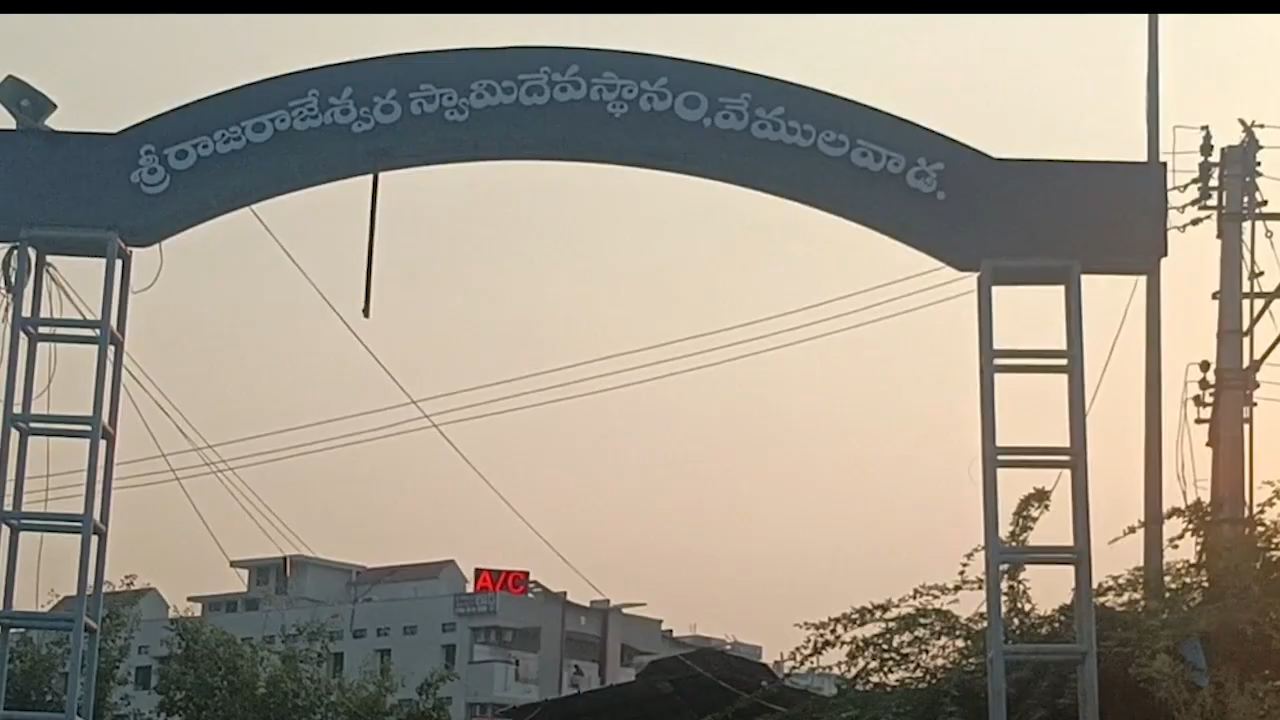 శ్రీ రాజరాజేశ్వర స్వామిదేవస్థానం,వేములవాడ.
A/C